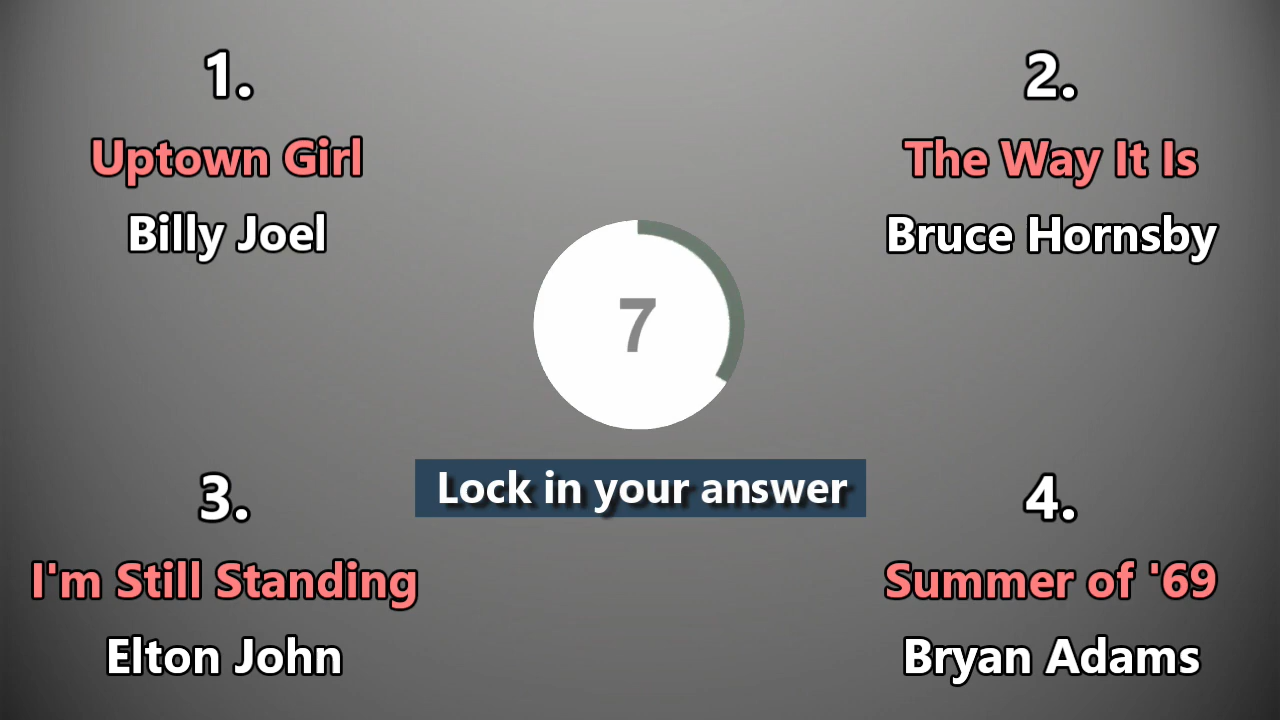 1.
Uptown Girl
Billy Joel
2.
The Way It Is
Bruce Hornsby
7
Lock in your answer
3.
I'm Still Standing
Elton John
4.
Summer of '69
Bryan Adams